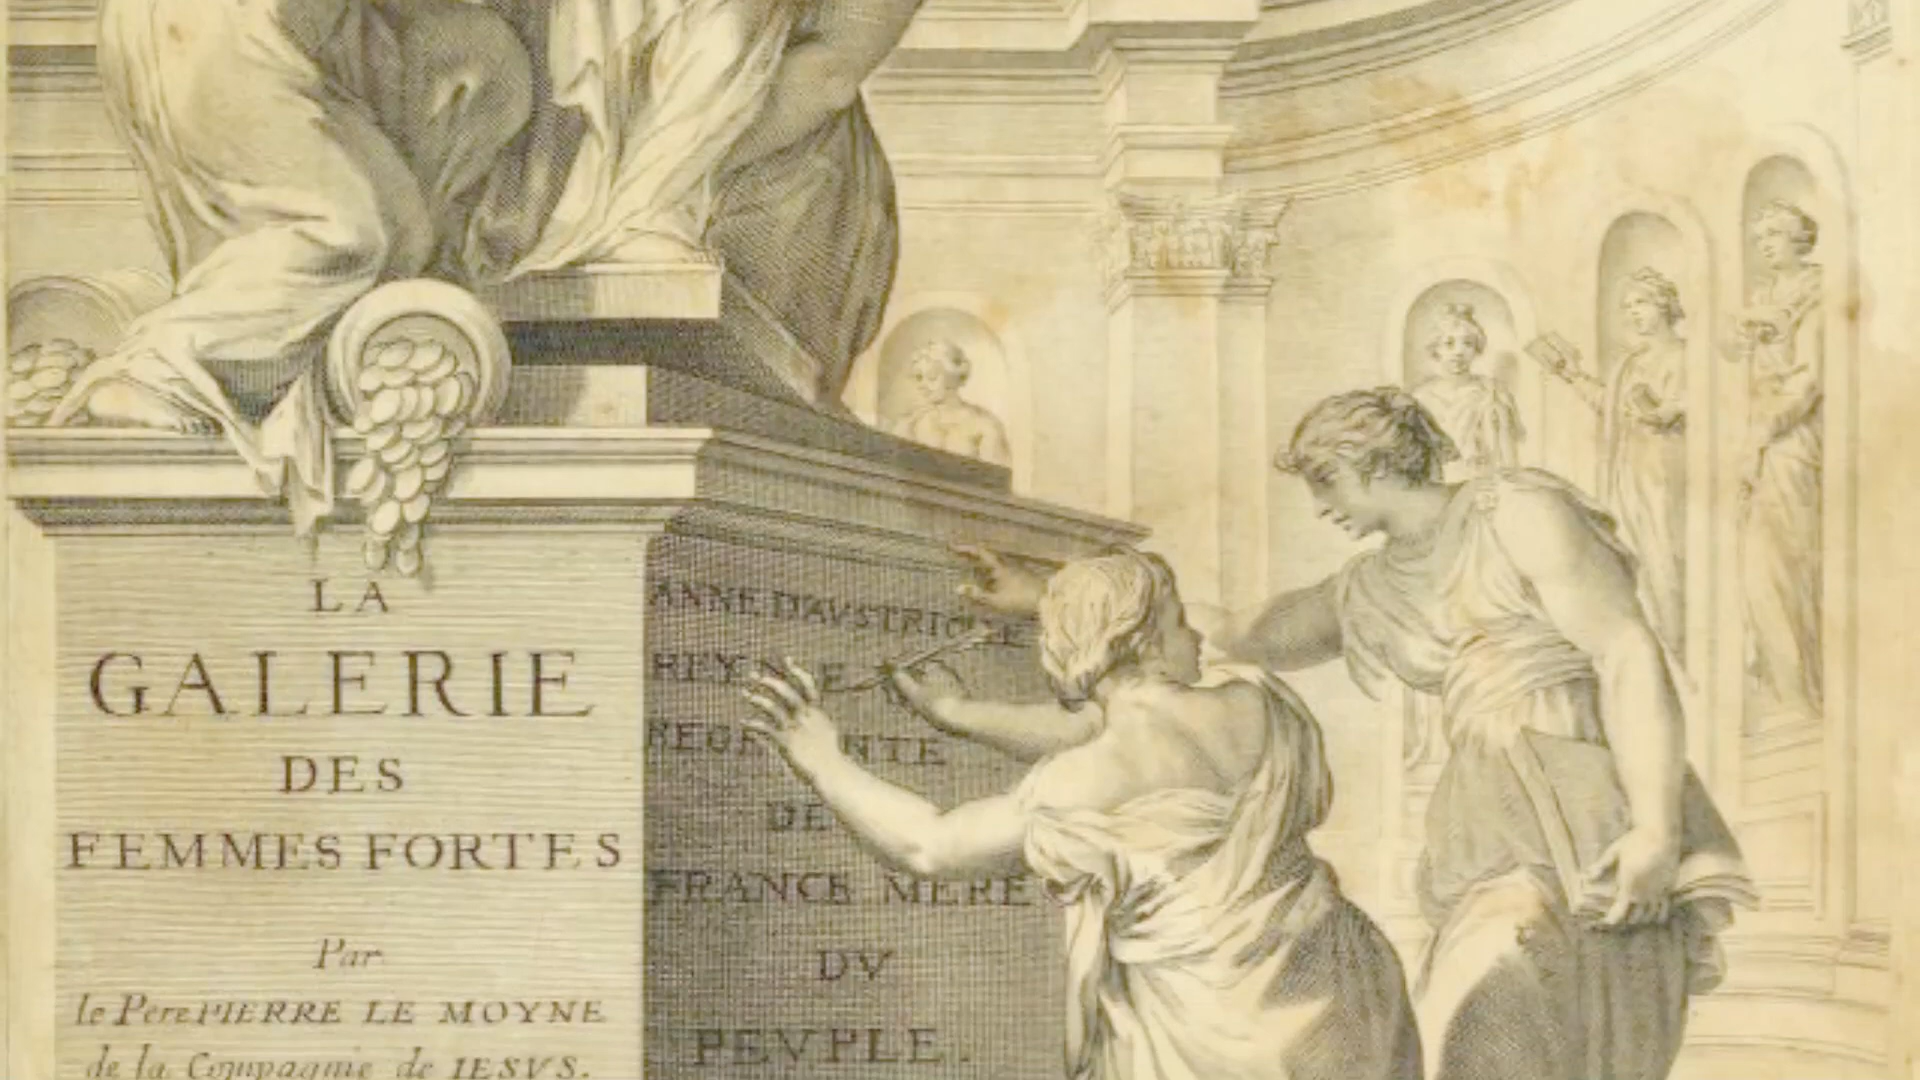 LA
GALERIE
DES
FEMMES FORTES
Par
le Pere PIERRE LE MOYNE
de la Compagnie de IESVS.
ANNE D'AVSTRICHE
REYNE
REGENTE
DE
FRANCE MERE
DV
PEVPLE.